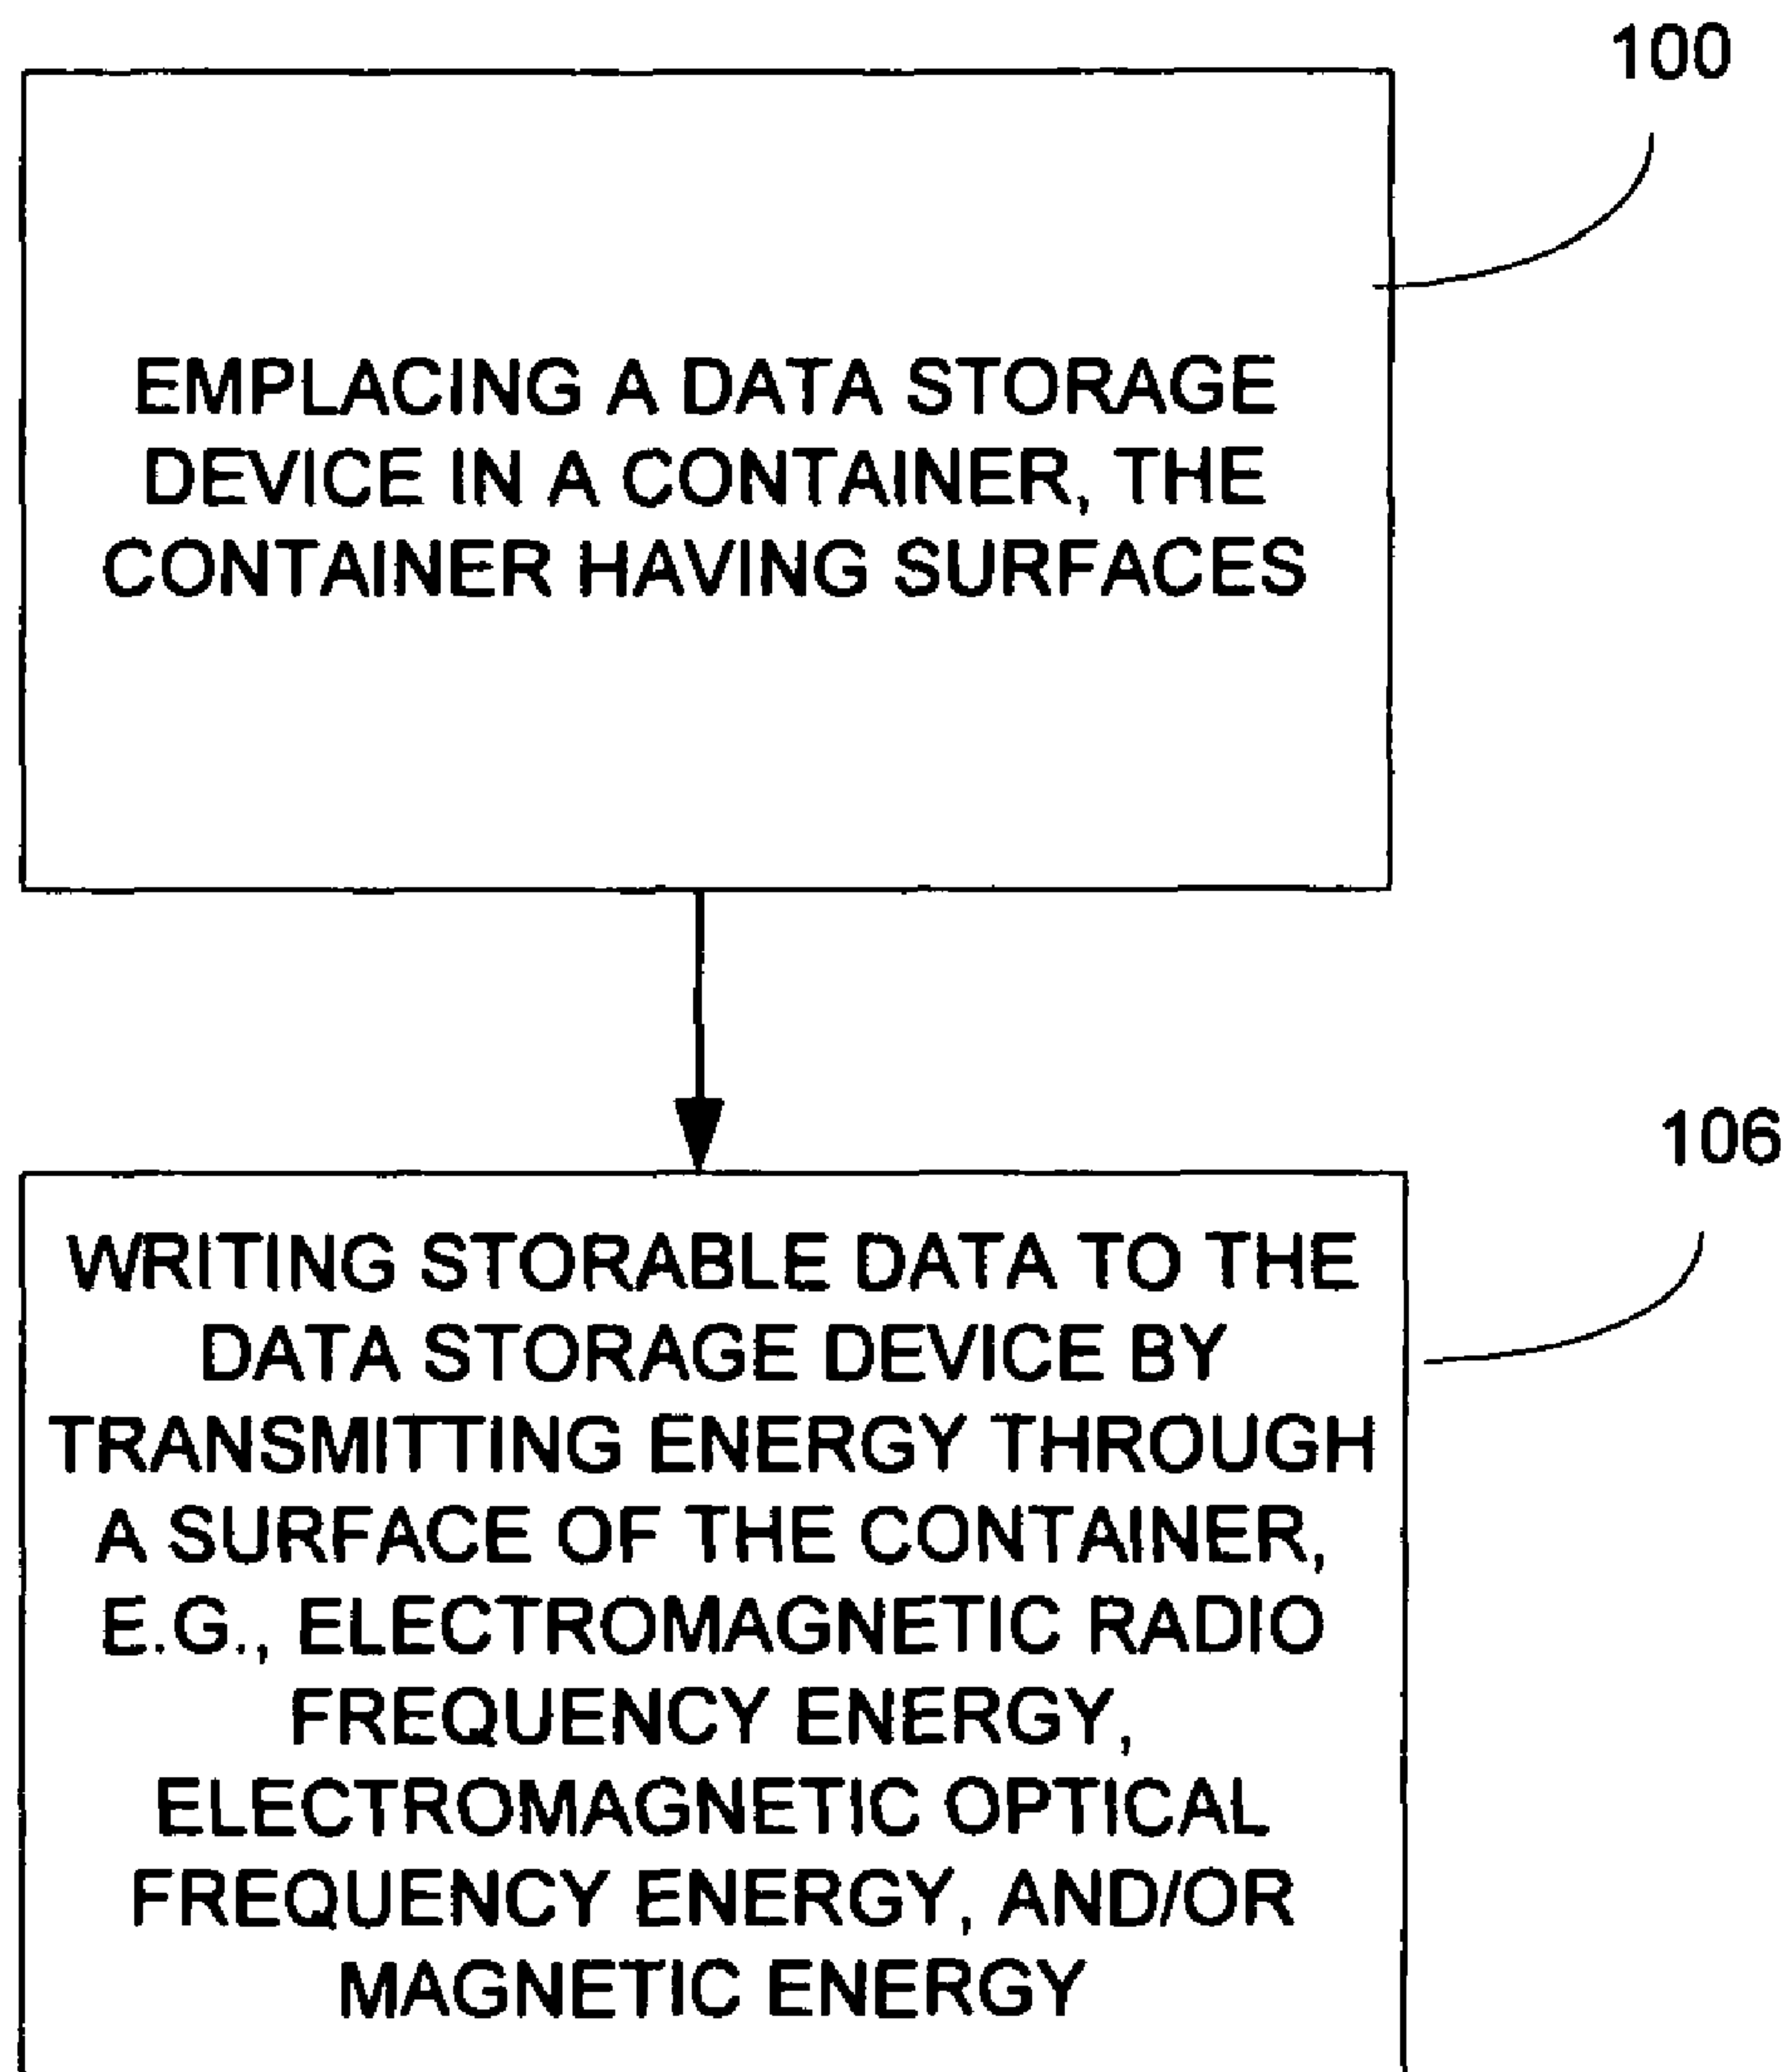 100
EMPLACING A DATA STORAGE
DEVICE IN A CONTAINER, THE
CONTAINER HAVING SURFACES
106
WRITING STORABLE DATA TO THE
DATA STORAGE DEVICE BY
TRANSMITTING ENERGY THROUGH
A SURFACE OF THE CONTAINER,
E.G., ELECTROMAGNETIC RADIO
FREQUENCY ENERGY,
ELECTROMAGNETIC OPTICAL
FREQUENCY ENERGY, AND/OR
MAGNETIC ENERGY